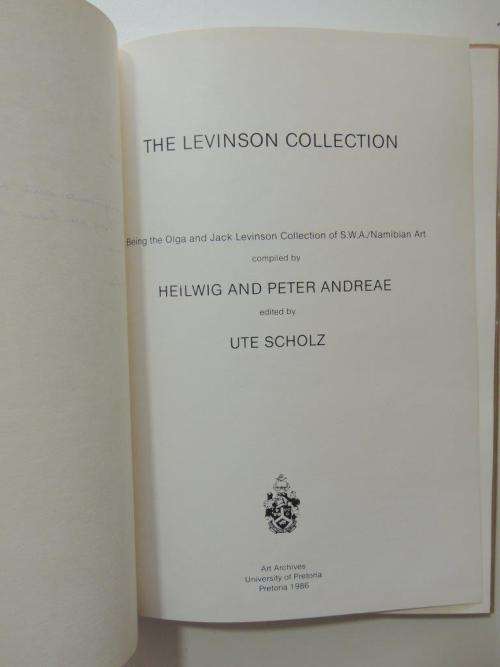 THE LEVINSON COLLECTION
Being the Olga and Jack Levinson Collection of S.W.A./Namibian Art
compiled by
HEILWIG AND PETER ANDREAE
edited by
UTE SCHOLZ
Art Archives
University of Pretoria
Pretoria 1986